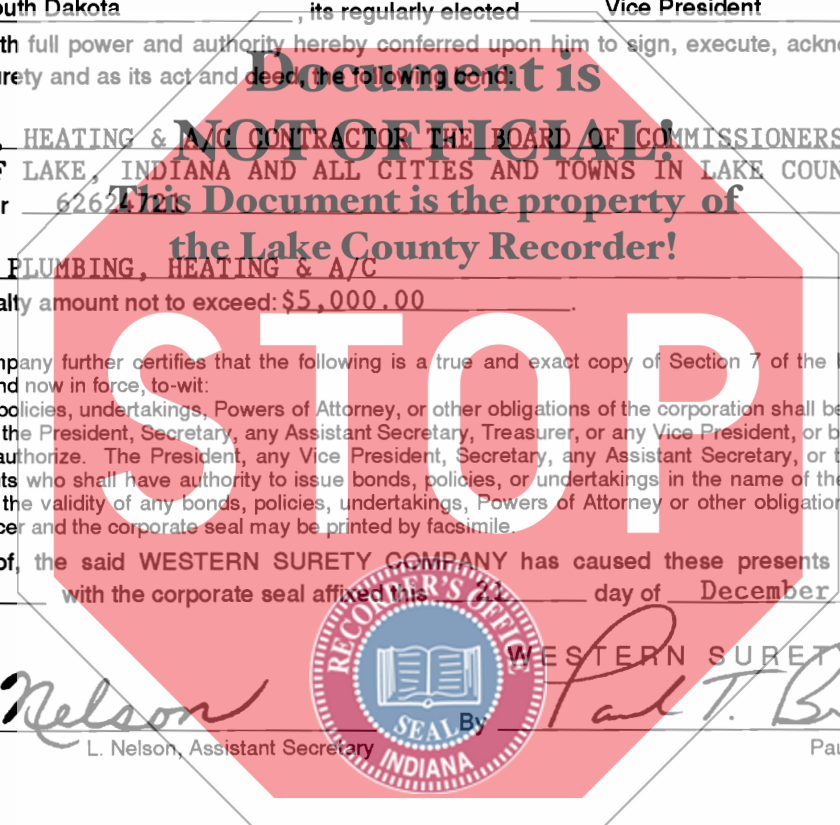 outh Dakota , its regularly elected Vice President
th full power and authority hereby conferred upon him to sign, execute, ackno
rety and as its act and deed, the following bond:
Document is
HEATING & A/C CONTRACTOR THE BOARD OF COMMISSIONERS
NOT OFFICIAL!
F LAKE, INDIANA AND ALL CITIES AND TOWNS IN LAKE COUN
r 62624721
This Document is the property of
the Lake County Recorder!
PLUMBING, HEATING & A/C
alty amount not to exceed: $5,000.00 .
STOP
mpany further certifies that the following is a true and exact copy of Section 7 of the
nd now in force, to-wit:
policies, undertakings, Powers of Attorney, or other obligations of the corporation shall be
the President, Secretary, any Assistant Secretary, Treasurer, or any Vice President, or b
authorize. The President, any Vice President, Secretary, any Assistant Secretary, or t
ts who shall have authority to issue bonds, policies, or undertakings in the name of the
the validity of any bonds, policies, undertakings, Powers of Attorney or other obligation
cer and the corporate seal may be printed by facsimile.
of, the said WESTERN SURETY COMPANY has caused these presents
with the corporate seal affixed this 21 day of December
RECORDER'S OFFICE
SEAL
INDIANA
WESTERN SURET
Nelson
By Paul T. B
L. Nelson, Assistant Secretary
Pau